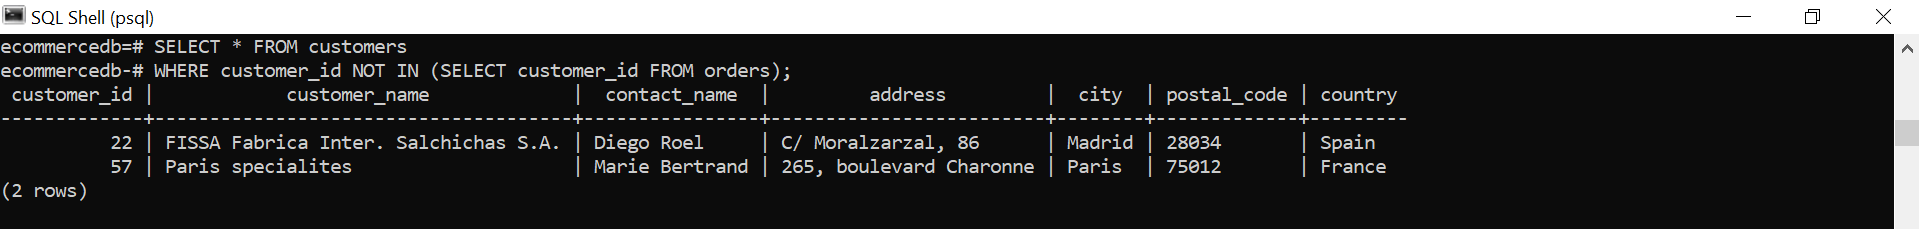 SQL Shell (psql)
ecommercedb=# SELECT * FROM customers
ecommercedb-# WHERE customer_id NOT IN (SELECT customer_id FROM orders);
 customer_id |            customer_name             |  contact_name  |         address         |  city  | postal_code | country
-------------+--------------------------------------+----------------+-------------------------+--------+-------------+---------
          22 | FISSA Fabrica Inter. Salchichas S.A. | Diego Roel     | C/ Moralzarzal, 86      | Madrid | 28034       | Spain
          57 | Paris specialites                    | Marie Bertrand | 265, boulevard Charonne | Paris  | 75012       | France
(2 rows)